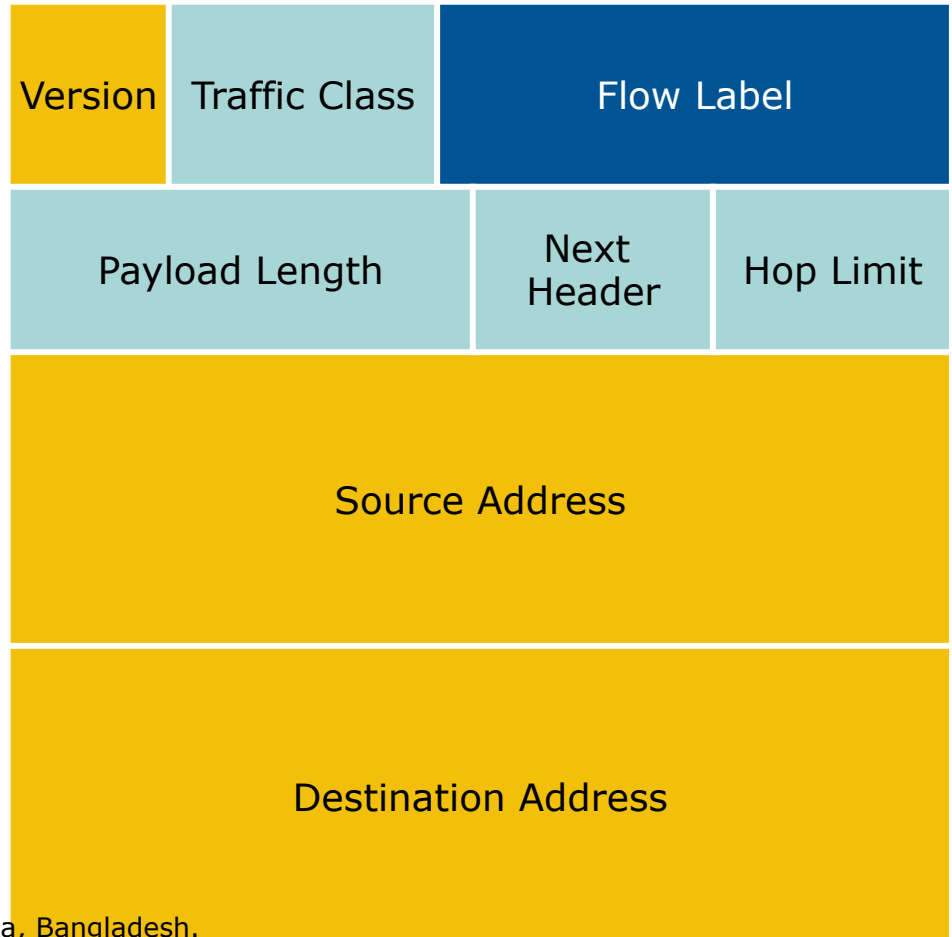 Version
Traffic Class
Flow Label
Payload Length
Next
Header
Hop Limit
Source Address
Destination Address
a, Bangladesh.